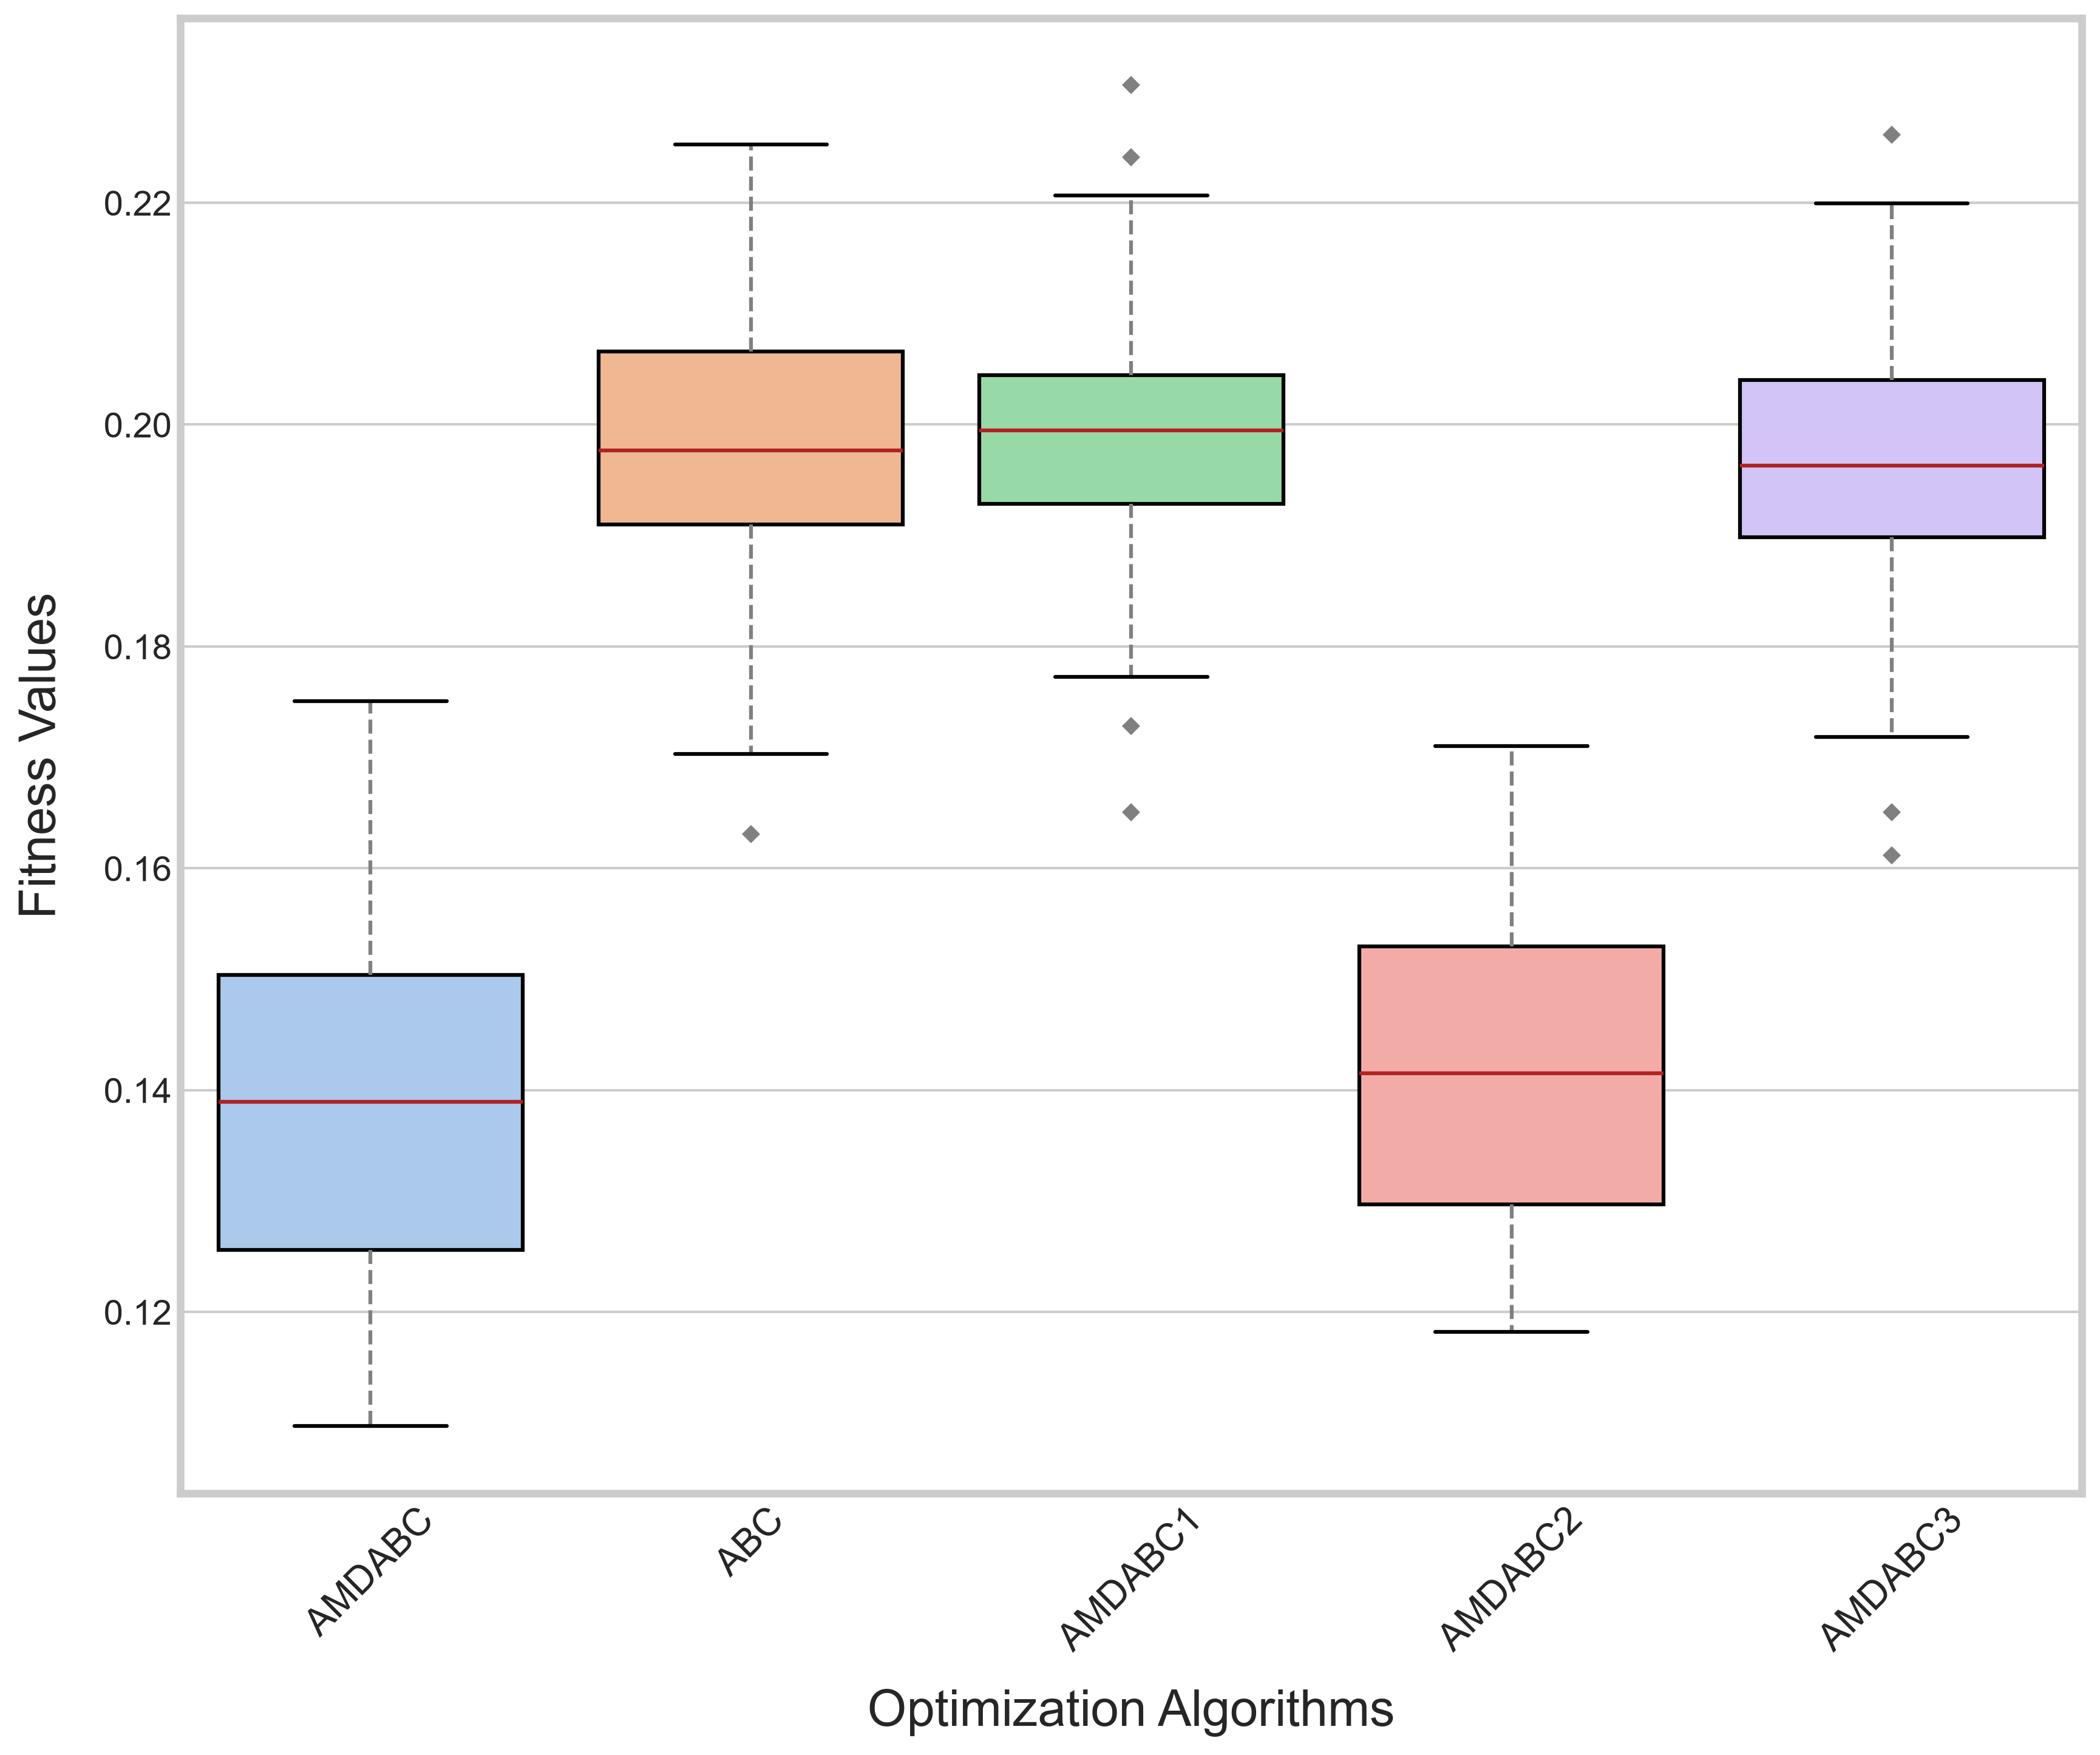 Fitness Values
0.22
0.20
0.18
0.16
0.14
0.12
AMDABC
ABC
AMDABC1
AMDABC2
AMDABC3
Optimization Algorithms